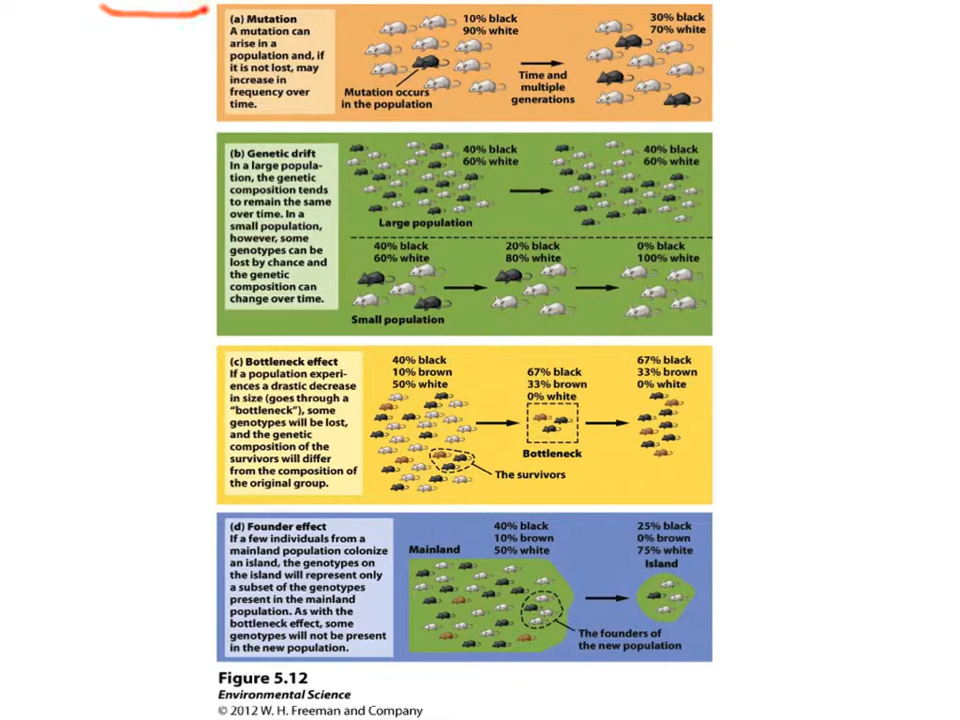 (a) Mutation
A mutation can
arise in a
population and, if
it is not lost, may
increase in
frequency over
time.
10% black
90% white
Mutation occurs
in the population
Time and
multiple
generations
30% black
70% white
(b) Genetic drift
In a large popula-
tion, the genetic
composition tends
to remain the same
over time. In a
small population,
however, some
genotypes can be
lost by chance and
the genetic
composition can
change over time.
40% black
60% white
40% black
60% white
Large population
40% black
60% white
20% black
80% white
0% black
100% white
Small population
(c) Bottleneck effect
If a population experi-
ences a drastic decrease
in size (goes through a
“bottleneck”), some
genotypes will be lost,
and the genetic
composition of the
survivors will differ
from the composition of
the original group.
40% black
10% brown
50% white
67% black
33% brown
0% white
Bottleneck
The survivors
67% black
33% brown
0% white
(d) Founder effect
If a few individuals from a
mainland population colonize
an island, the genotypes on
the island will represent only
a subset of the genotypes
present in the mainland
population. As with the
bottleneck effect, some
genotypes will not be present
in the new population.
Mainland
40% black
10% brown
50% white
25% black
0% brown
75% white
Island
The founders of
the new population
Figure 5.12
Environmental Science
© 2012 W. H. Freeman and Company